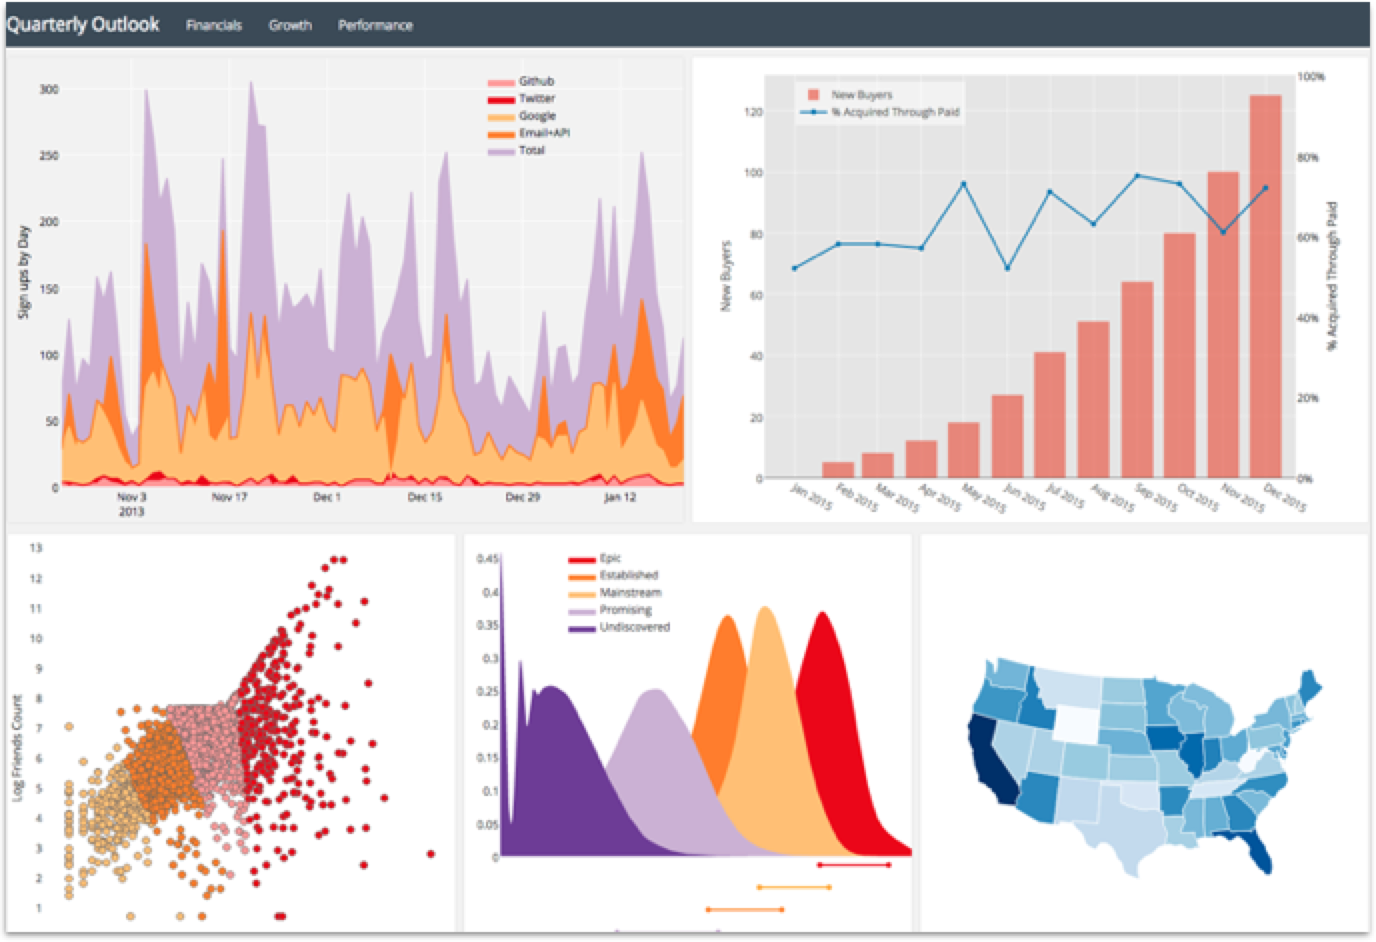 Quarterly Outlook Financials Growth Performance
Github
Twitter
Google
Email+API
Total
Sign ups by Day
300
250
200
150
100
50
0
Nov 3
2013
Nov 17
Dec 1
Dec 15
Dec 29
Jan 12
New Buyers
% Acquired Through Paid
New Buyers
120
100
80
60
40
20
0
100%
80%
60%
40%
20%
0%
% Acquired Through Paid
Jan 2015
Feb 2015
Mar 2015
Apr 2015
May 2015
Jun 2015
Jul 2015
Aug 2015
Sep 2015
Oct 2015
Nov 2015
Dec 2015
Log Friends Count
13
12
11
10
9
8
7
6
5
4
3
2
1
Epic
Established
Mainstream
Promising
Undiscovered
0.45
0.4
0.35
0.3
0.25
0.2
0.15
0.1
0.05
0